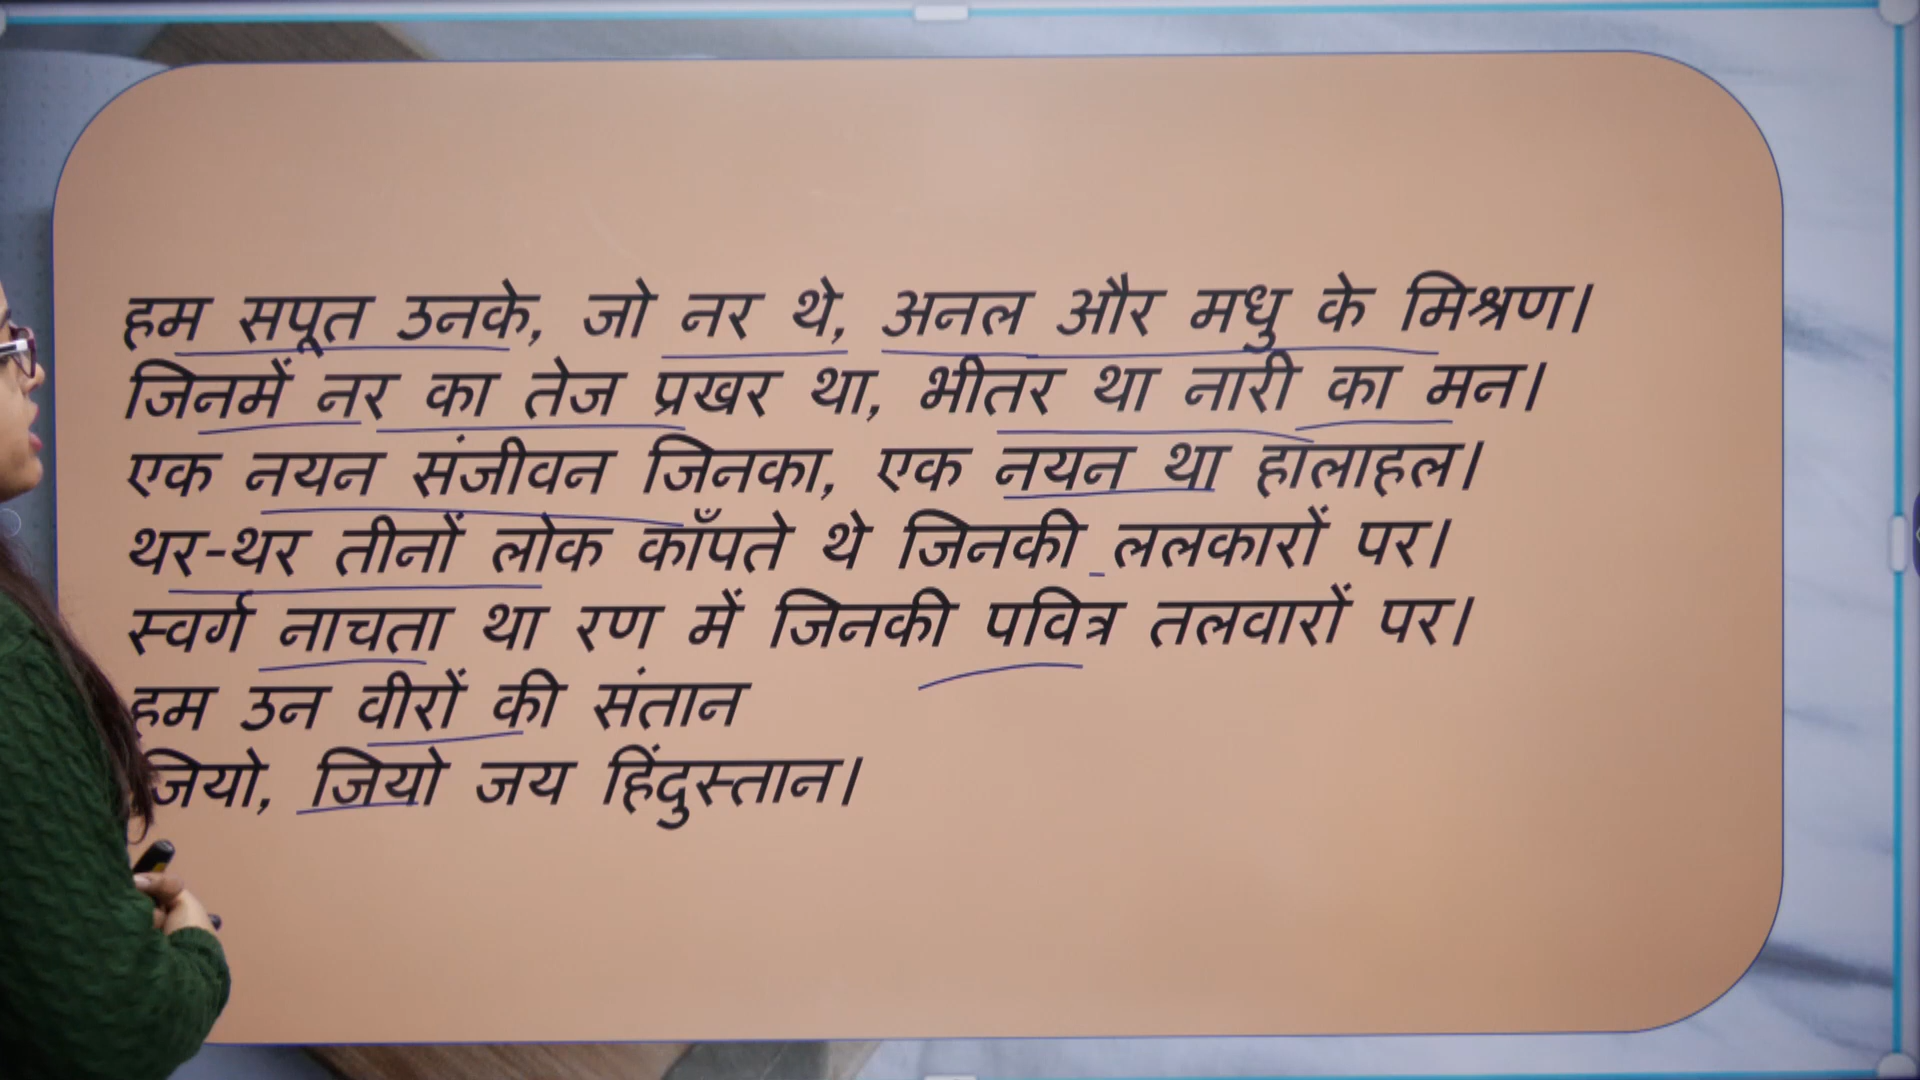 हम सपूत उनके, जो नर थे, अनल और मधु के मिश्रण।
जिनमें नर का तेज प्रखर था, भीतर था नारी का मन।
एक नयन संजीवन जिनका, एक नयन था हालाहल।
थर-थर तीनों लोक काँपते थे जिनकी ललकारों पर।
स्वर्ग नाचता था रण में जिनकी पवित्र तलवारों पर।
हम उन वीरों की संतान
जियो, जियो जय हिंदुस्तान।